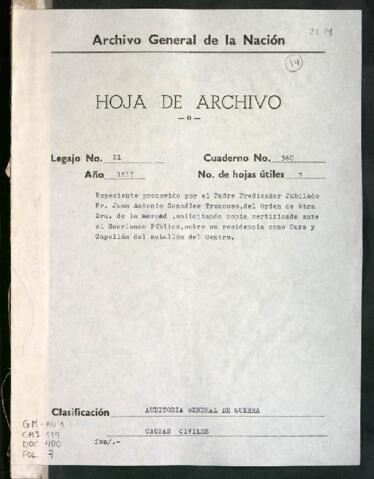 21 14
Archivo General de la Nación
14
HOJA DE ARCHIVO
—o—
Legajo No. 21 Cuaderno No. 360
Año 1817 No. de hojas útiles 7
Expediente promovido por el Padre Predicador Jubilado
Fr. Juan Antonio Gonzáles Troncoso, del Orden de Ntra
Sra. de la Merced ,solicitando copia certificada ante
el Escribano Público, sobre su residencia como Cura y
Capellán del Batallón del Centro.
Clasificación AUDITORIA GENERAL DE GUERRA
CAUSAS CIVILES
GM-AU 1
CAJ 119
DOC 400
FOL. 7